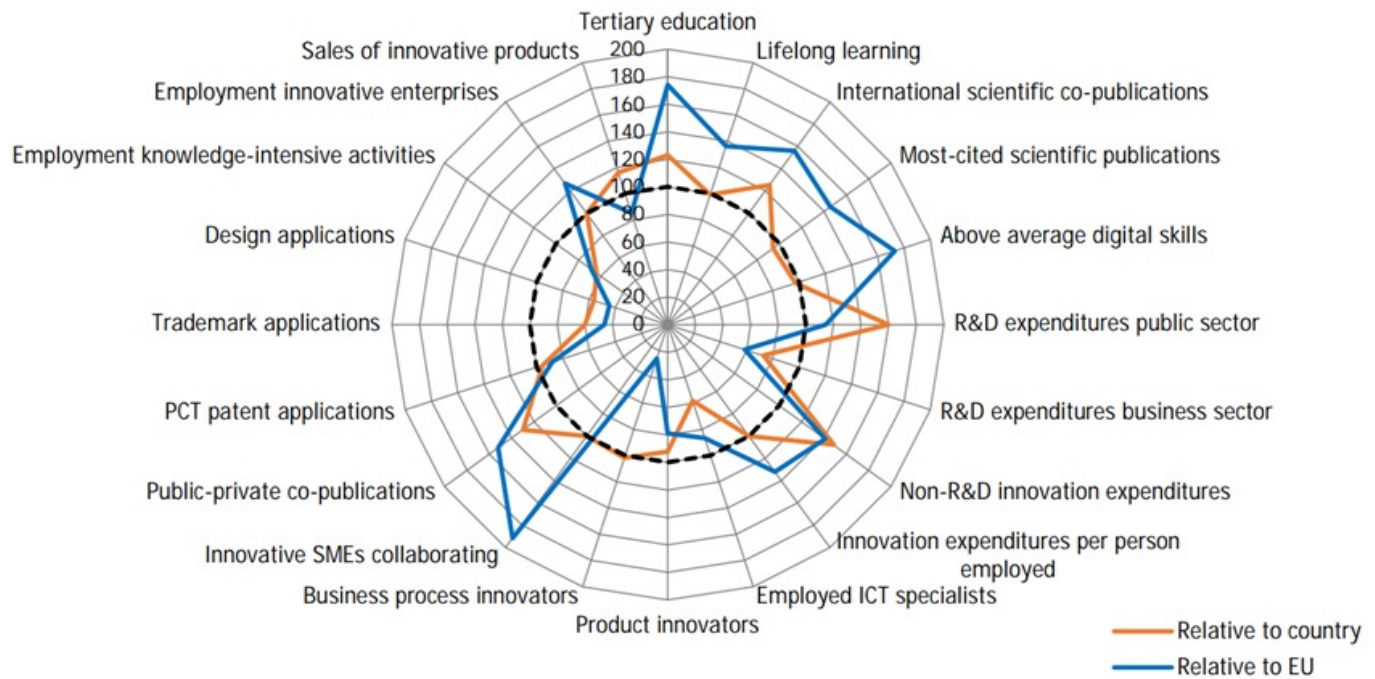 Tertiary education
Sales of innovative products
Lifelong learning
Employment innovative enterprises
International scientific co-publications
Employment knowledge-intensive activities
Most-cited scientific publications
Design applications
Above average digital skills
Trademark applications
R&D expenditures public sector
PCT patent applications
R&D expenditures business sector
Public-private co-publications
Non-R&D innovation expenditures
Innovative SMEs collaborating
Innovation expenditures per person
employed
Business process innovators
Employed ICT specialists
Product innovators
200
180
160
140
120
100
80
60
40
20
0
Relative to country
Relative to EU